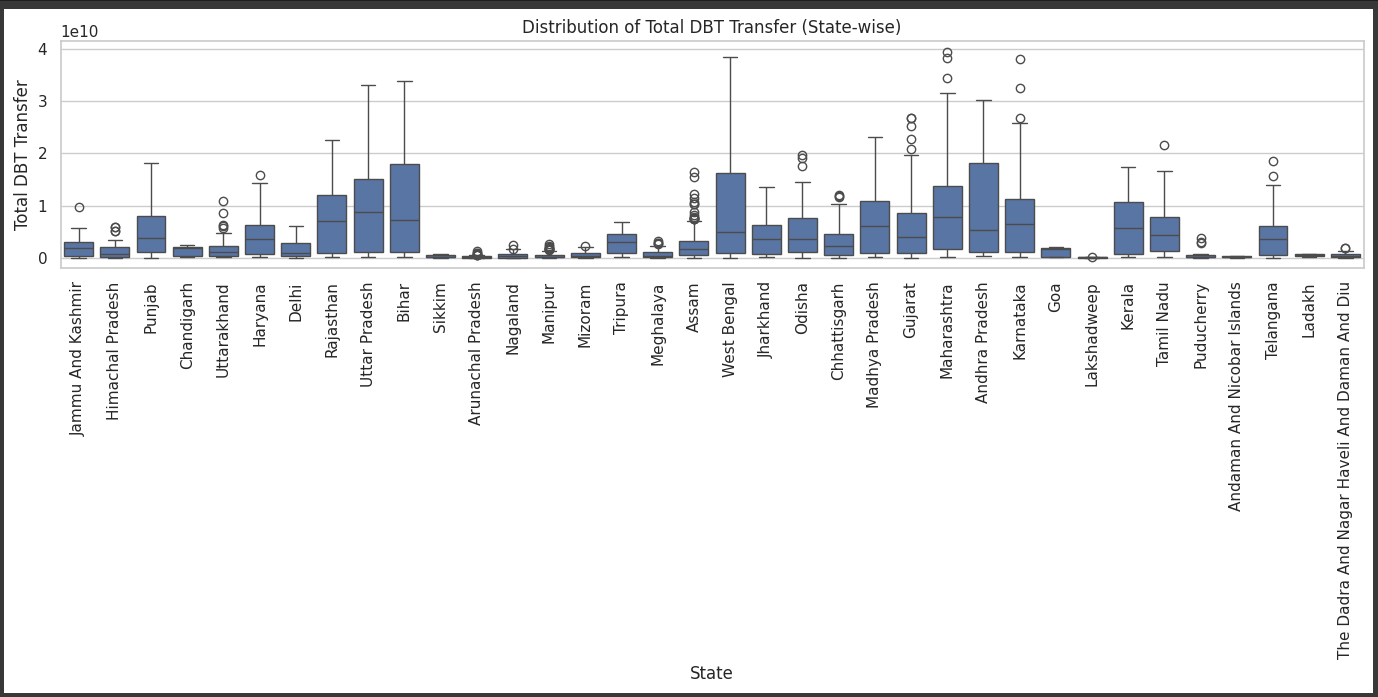 Distribution of Total DBT Transfer (State-wise)
1e10
Total DBT Transfer
4
3
2
1
0
Jammu And Kashmir
Himachal Pradesh
Punjab
Chandigarh
Uttarakhand
Haryana
Delhi
Rajasthan
Uttar Pradesh
Bihar
Sikkim
Arunachal Pradesh
Nagaland
Manipur
Mizoram
Tripura
Meghalaya
Assam
West Bengal
Jharkhand
Odisha
Chhattisgarh
Madhya Pradesh
Gujarat
Maharashtra
Andhra Pradesh
Karnataka
Goa
Lakshadweep
Kerala
Tamil Nadu
Puducherry
Andaman And Nicobar Islands
Telangana
Ladakh
The Dadra And Nagar Haveli And Daman And Diu
State